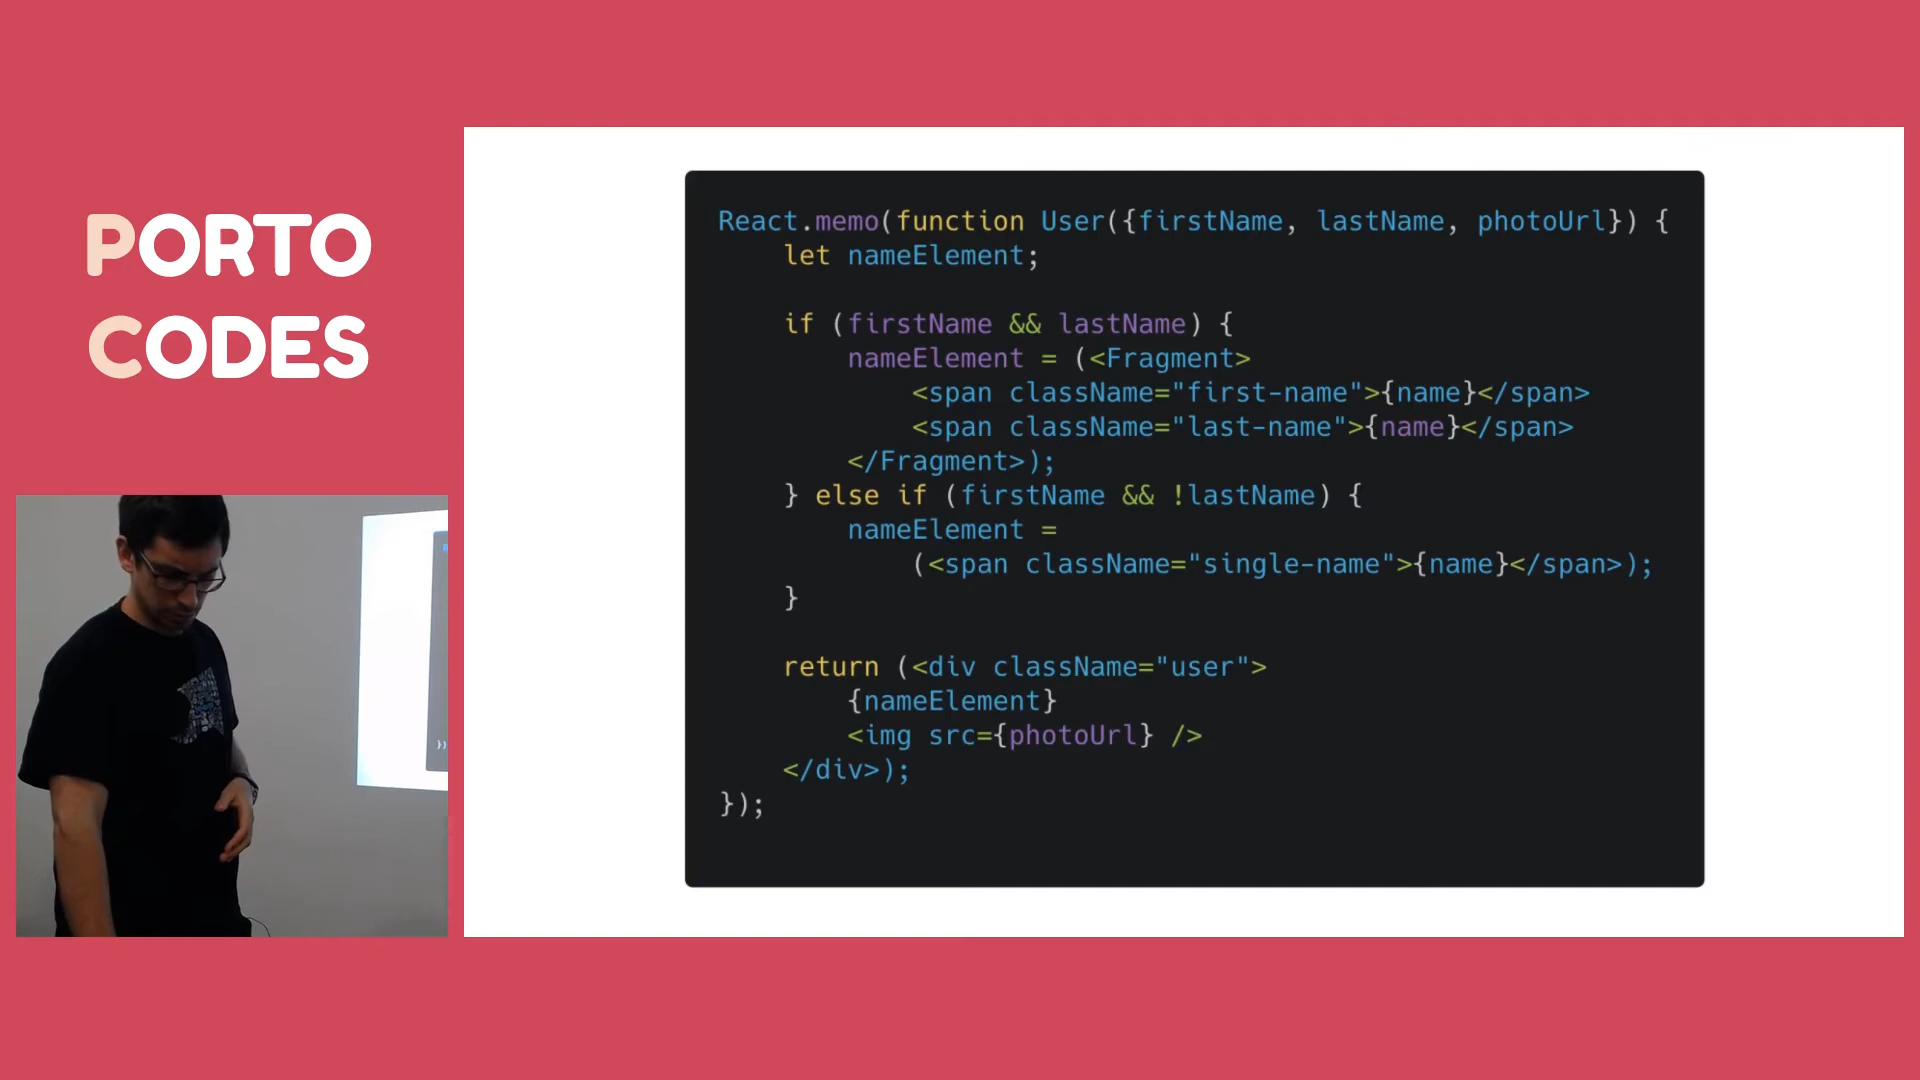 PORTO
CODES
React.memo(function User({firstName, lastName, photoUrl}) {
let nameElement;
if (firstName && lastName) {
nameElement = (<Fragment>
<span className="first-name">{name}</span>
<span className="last-name">{name}</span>
</Fragment>);
} else if (firstName && !lastName) {
nameElement =
(<span className="single-name">{name}</span>);
}
return (<div className="user">
{nameElement}
<img src={photoUrl} />
</div>);
});